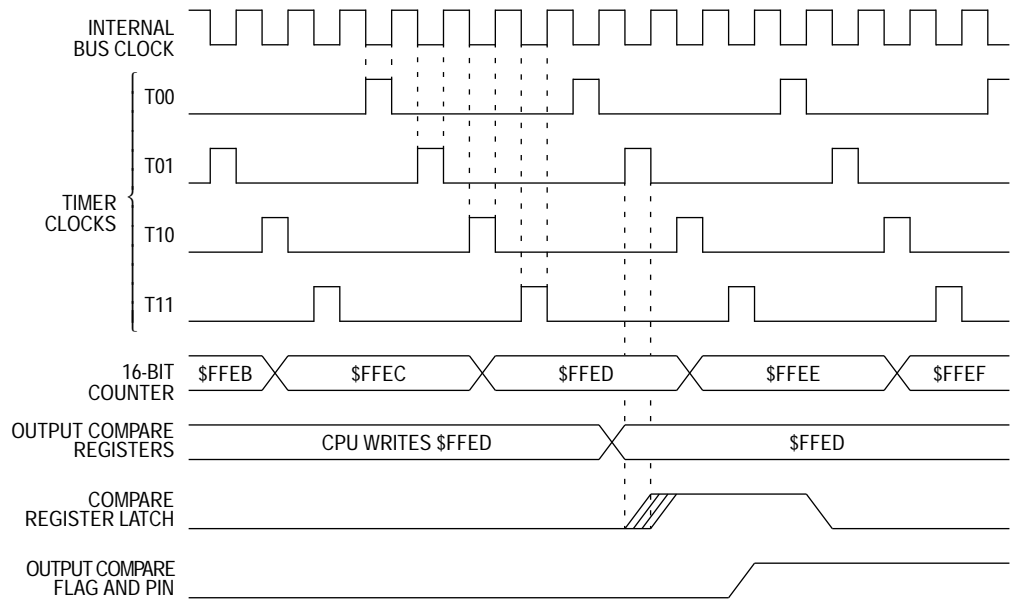 INTERNAL
BUS CLOCK
T00
T01
TIMER
CLOCKS
T10
T11
16-BIT
COUNTER
$FFEB
$FFEC
$FFED
$FFEE
$FFEF
OUTPUT COMPARE
REGISTERS
CPU WRITES $FFED
$FFED
COMPARE
REGISTER LATCH
OUTPUT COMPARE
FLAG AND PIN